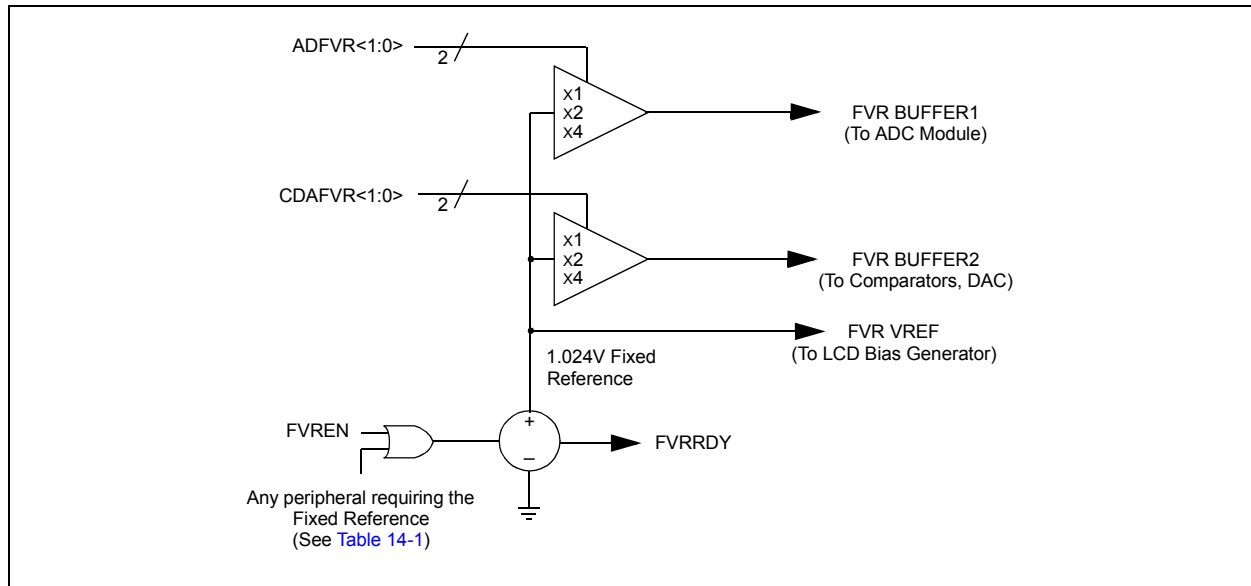 ADFVR<1:0>
2
x1
x2
x4
FVR BUFFER1
(To ADC Module)
CDAFVR<1:0>
2
x1
x2
x4
FVR BUFFER2
(To Comparators, DAC)
FVR VREF
(To LCD Bias Generator)
1.024V Fixed
Reference
+
–
FVREN
FVRRDY
Any peripheral requiring the
Fixed Reference
(See Table 14-1)